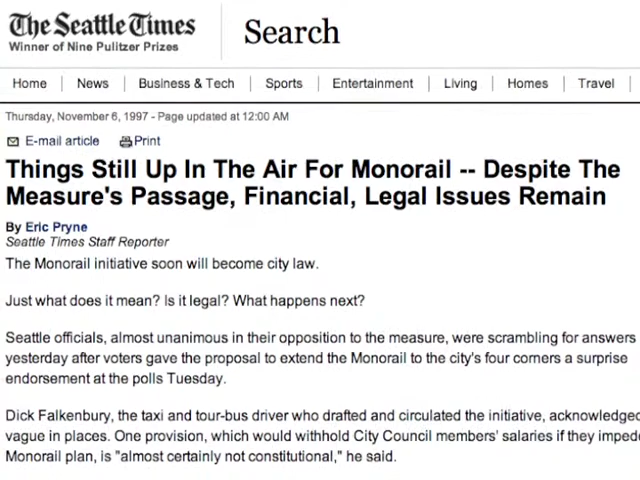 The Seattle Times
Winner of Nine Pulitzer Prizes
Search
Home | News | Business & Tech | Sports | Entertainment | Living | Homes | Travel |
Thursday, November 6, 1997 - Page updated at 12:00 AM
E-mail article Print
Things Still Up In The Air For Monorail -- Despite The
Measure's Passage, Financial, Legal Issues Remain
By Eric Pryne
Seattle Times Staff Reporter
The Monorail initiative soon will become city law.
Just what does it mean? Is it legal? What happens next?
Seattle officials, almost unanimous in their opposition to the measure, were scrambling for answers
yesterday after voters gave the proposal to extend the Monorail to the city's four corners a surprise
endorsement at the polls Tuesday.
Dick Falkenbury, the taxi and tour-bus driver who drafted and circulated the initiative, acknowledged
vague in places. One provision, which would withhold City Council members' salaries if they impede
Monorail plan, is "almost certainly not constitutional," he said.